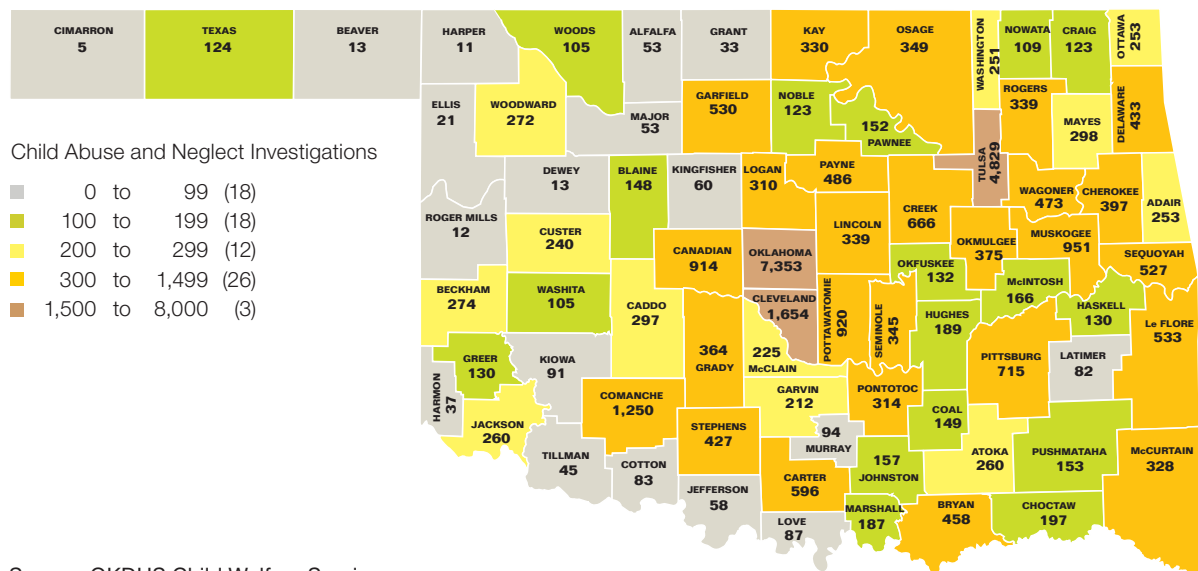 CIMARRON
5
TEXAS
124
BEAVER
13
HARPER
11
WOODS
105
ALFALFA
53
GRANT
33
KAY
330
OSAGE
349
WASHINGTON
251
NOWATA
109
CRAIG
123
OTTAWA
253
ELLIS
21
WOODWARD
272
MAJOR
53
GARFIELD
530
NOBLE
123
152
PAWNEE
ROGERS
339
MAYES
298
DELAWARE
433
Child Abuse and Neglect Investigations
0 to 99 (18)
100 to 199 (18)
200 to 299 (12)
300 to 1,499 (26)
1,500 to 8,000 (3)
DEWEY
13
BLAINE
148
KINGFISHER
60
LOGAN
310
PAYNE
486
TULSA
4,829
WAGONER
473
CHEROKEE
397
ADAIR
253
ROGER MILLS
12
CUSTER
240
CANADIAN
914
OKLAHOMA
7,353
LINCOLN
339
CREEK
666
OKMULGEE
375
MUSKOGEE
951
SEQUOYAH
527
BECKHAM
274
WASHITA
105
CADDO
297
CLEVELAND
1,654
POTTAWATOMIE
920
SEMINOLE
345
OKFUSKEE
132
McINTOSH
166
HASKELL
130
Le FLORE
533
GREER
130
KIOWA
91
364
GRADY
225
McCLAIN
HUGHES
189
PITTSBURG
715
LATIMER
82
HARMON
37
JACKSON
260
COMANCHE
1,250
GARVIN
212
PONTOTOC
314
COAL
149
STEPHENS
427
94
MURRAY
ATOKA
260
PUSHMATAHA
153
McCURTAIN
328
TILLMAN
45
COTTON
83
CARTER
596
157
JOHNSTON
JEFFERSON
58
LOVE
87
MARSHALL
187
BRYAN
458
CHOCTAW
197